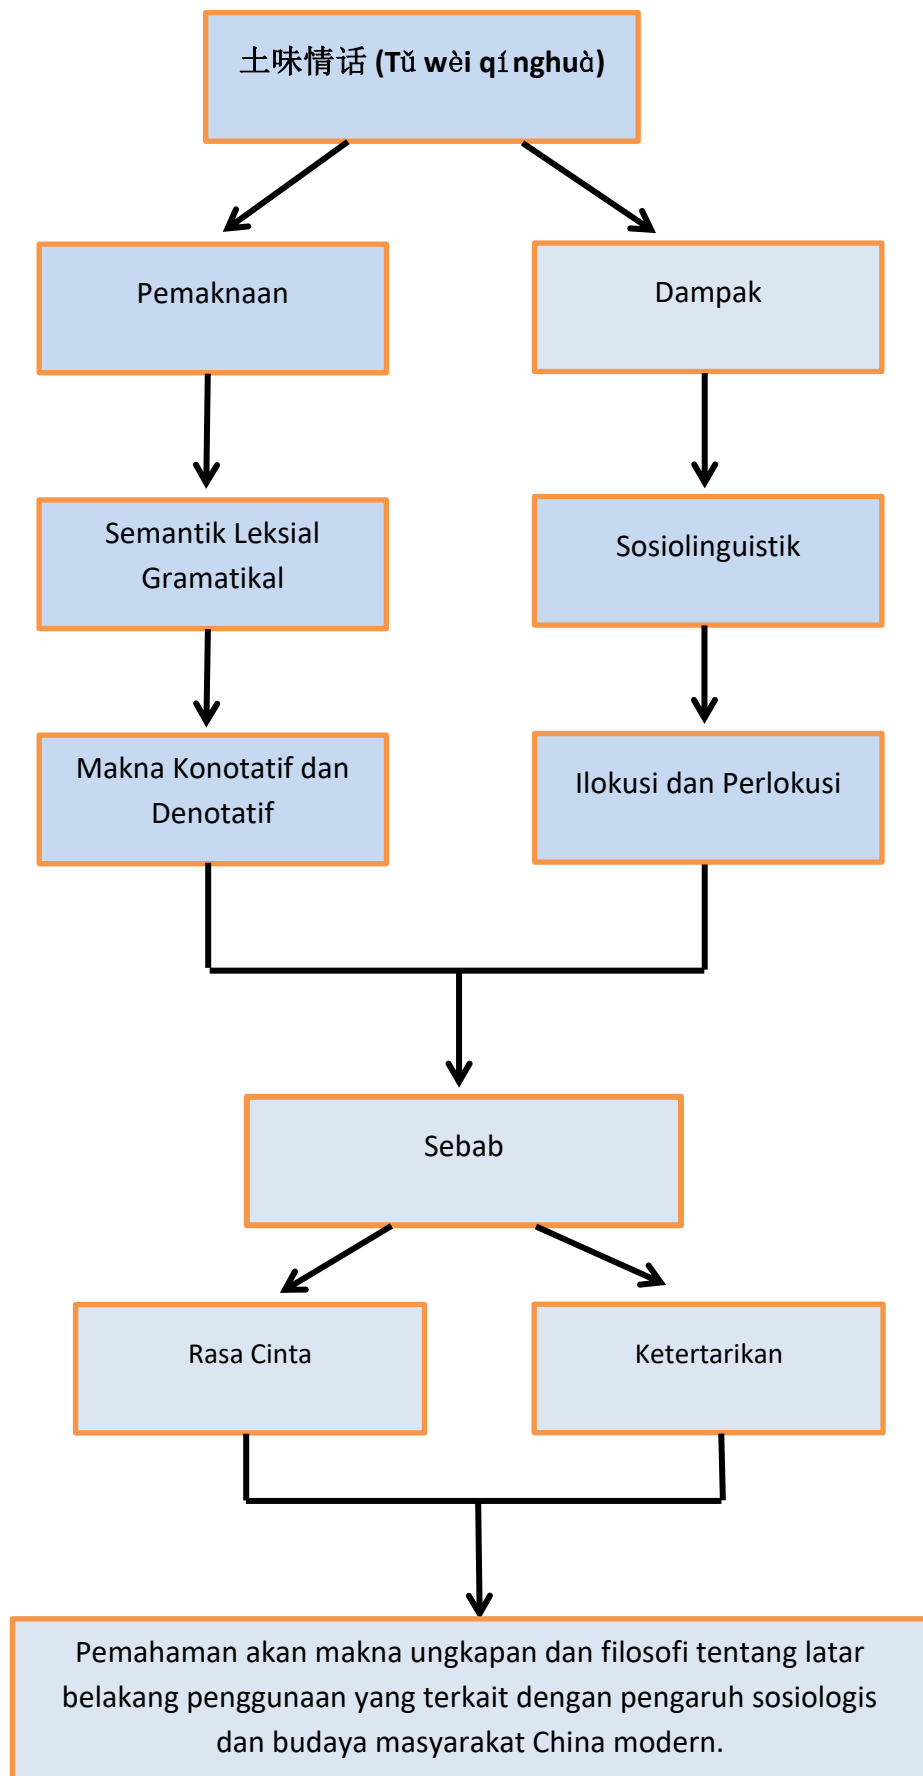 土味情话 (Tǔ wèi qínghuà)
Pemaknaan
Dampak
Semantik Leksial
Gramatikal
Sosiolinguistik
Makna Konotatif dan
Denotatif
Ilokusi dan Perlokusi
Sebab
Rasa Cinta
Ketertarikan
Pemahaman akan makna ungkapan dan filosofi tentang latar
belakang penggunaan yang terkait dengan pengaruh sosiologis
dan budaya masyarakat China modern.